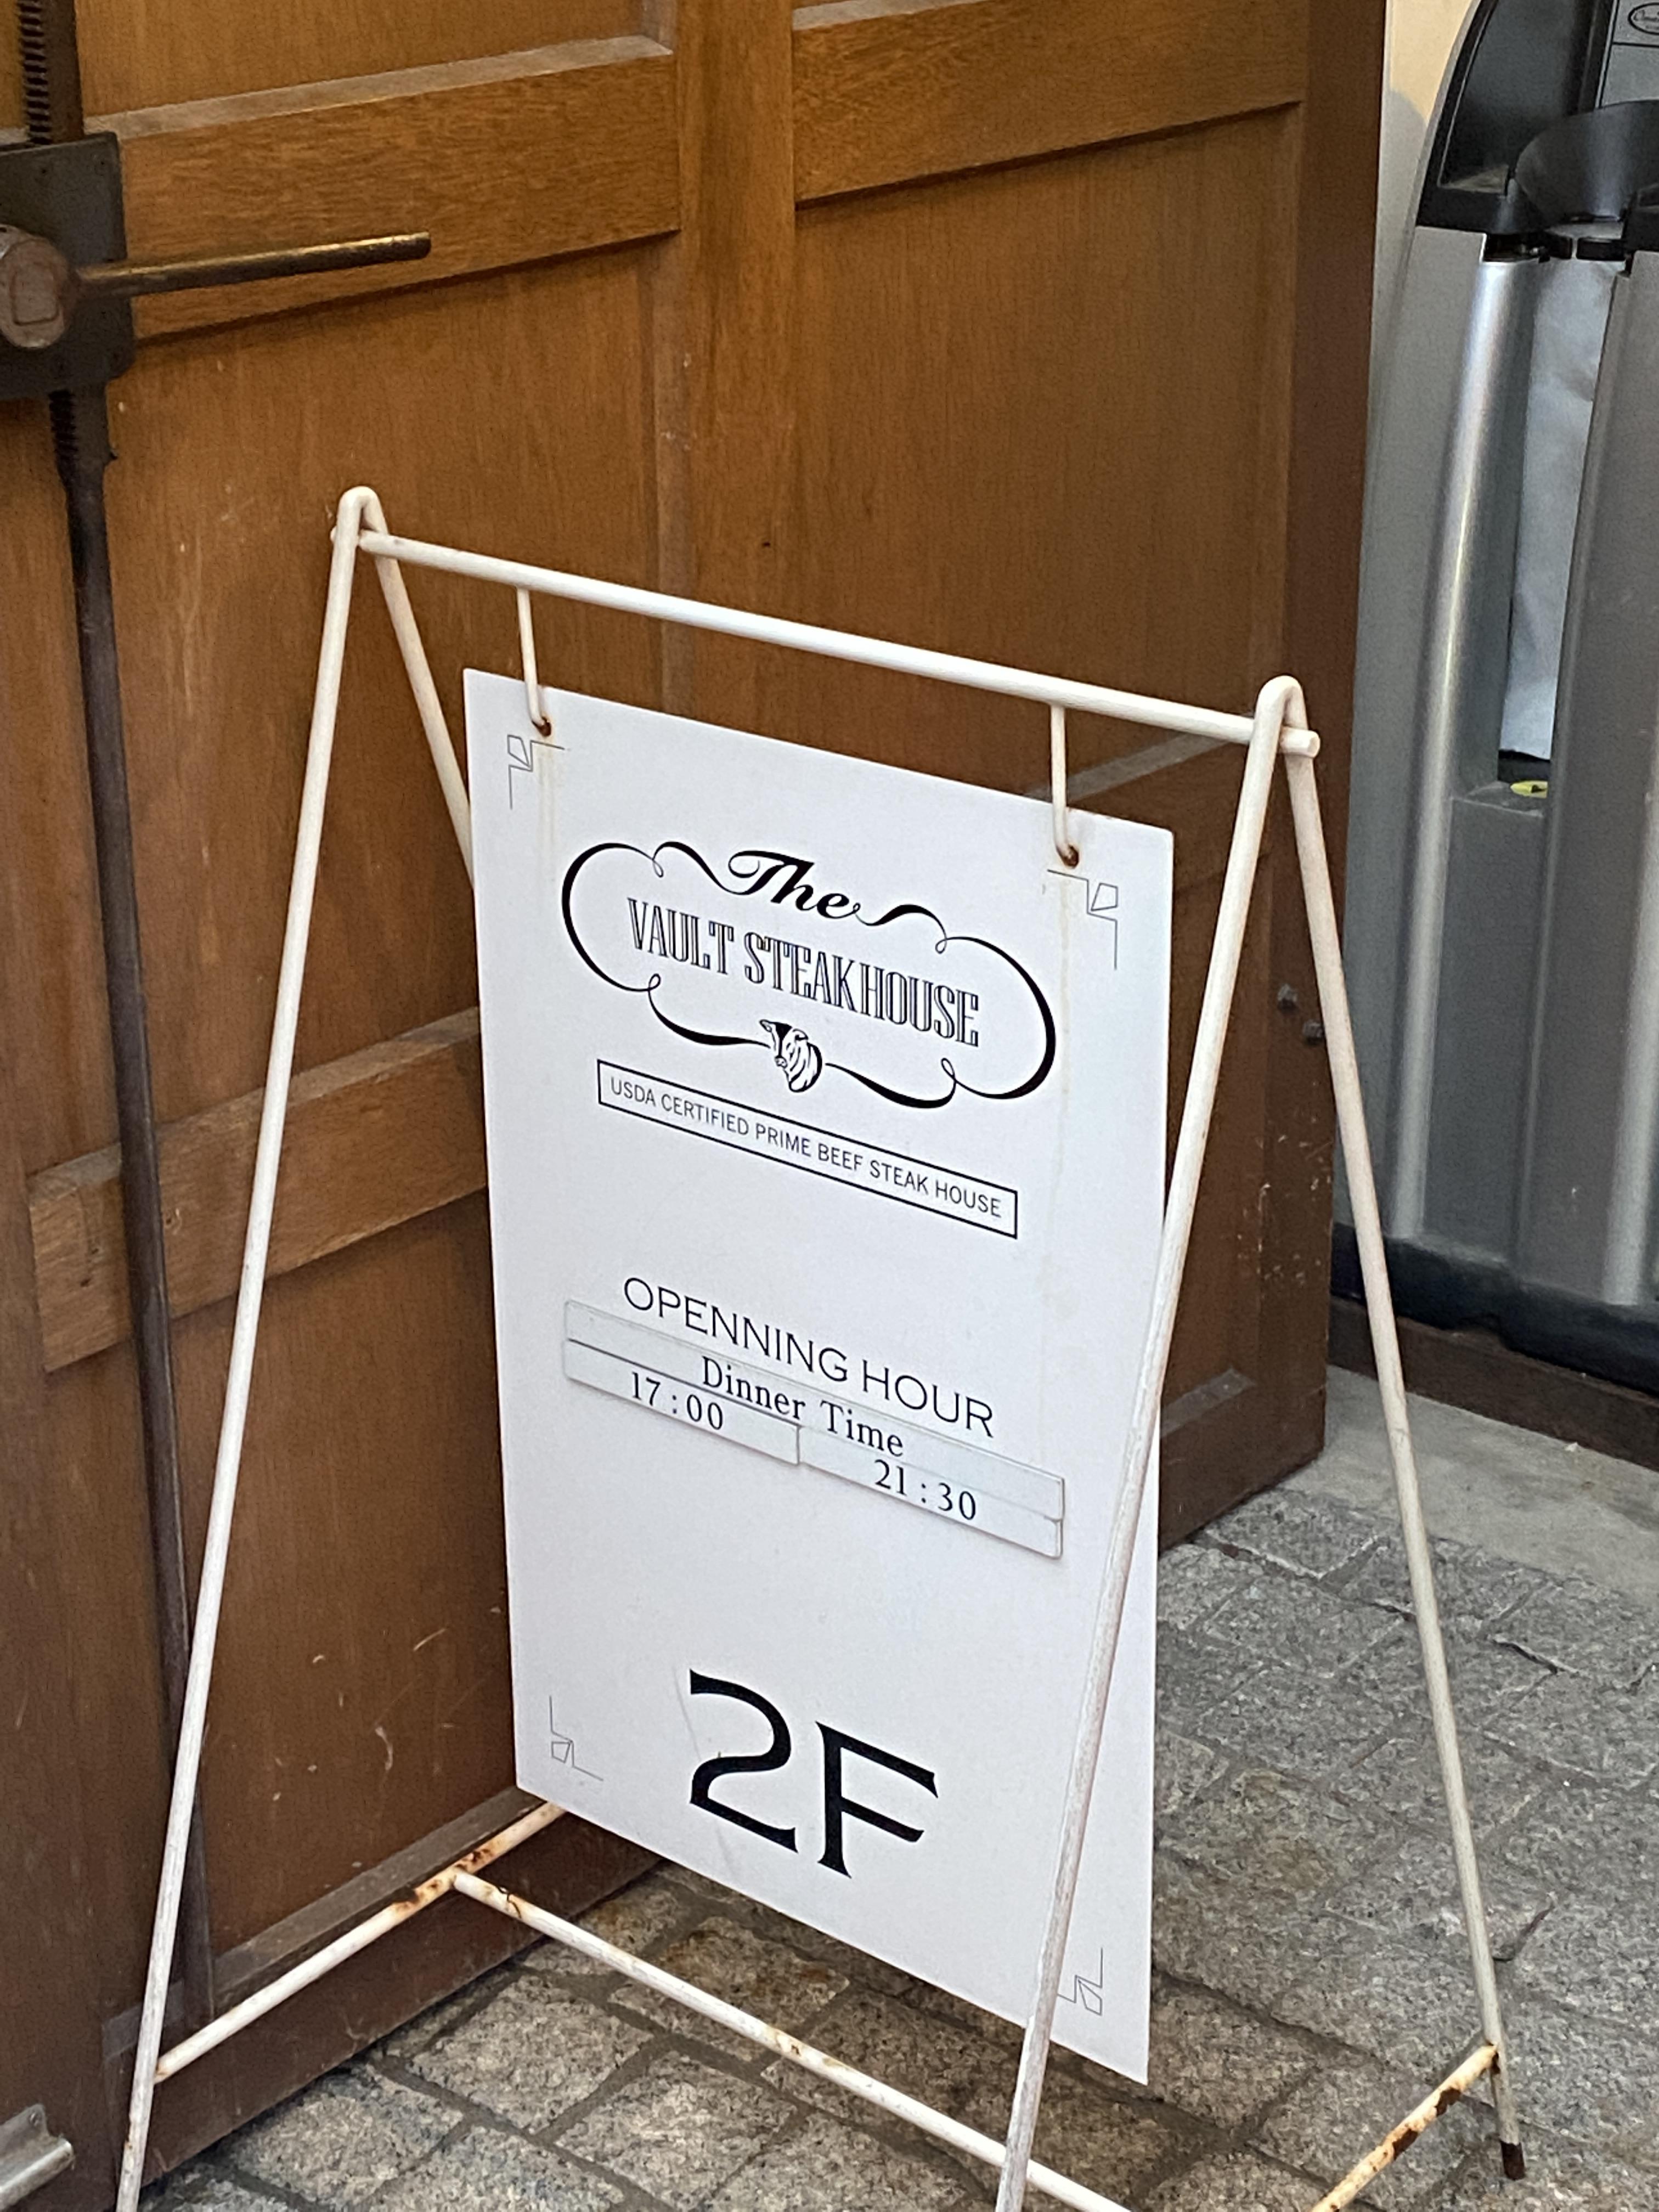 The
VAULT STEAKHOUSE
USDA CERTIFIED PRIME BEEF STEAK HOUSE
OPENNING HOUR
Dinner Time
17:00 21:30
2F